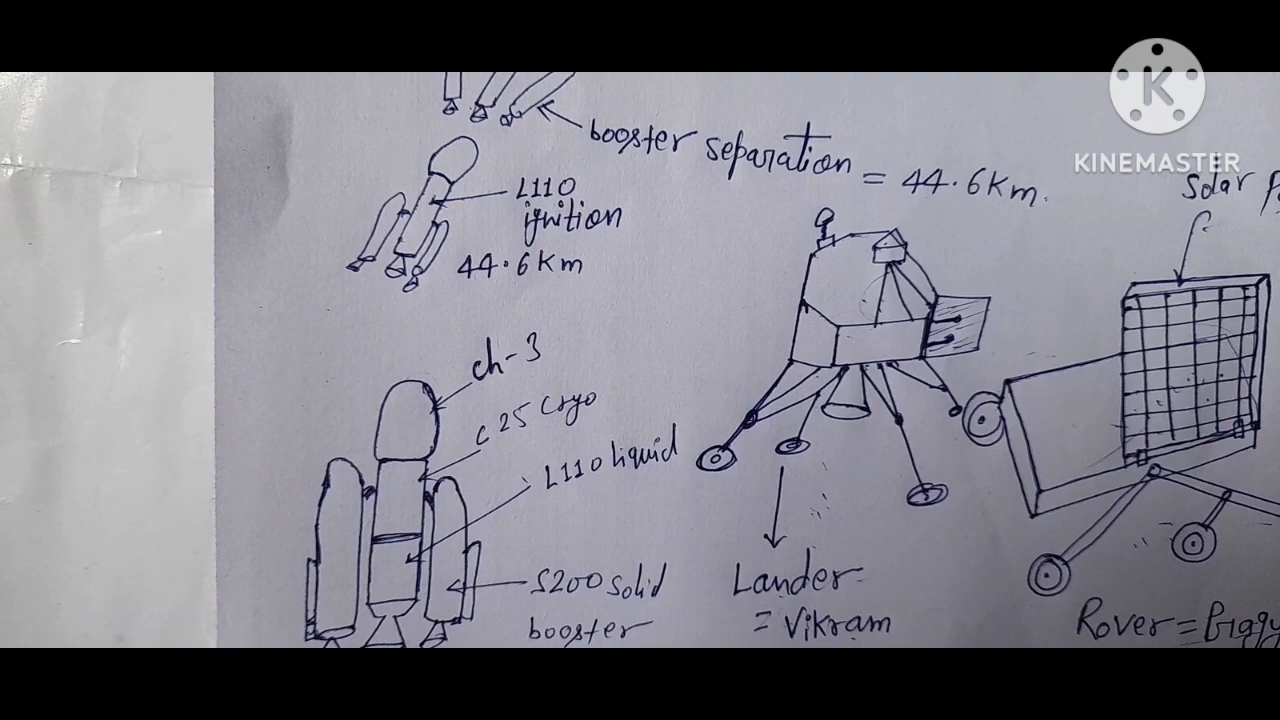 booster separation = 44.6Km.
L110
ignition
44.6Km
KINEMASTER
Solar
ch-3
C25 Cryo
L110 liquid
S200 solid
booster
Lander
= Vikram
Rover =